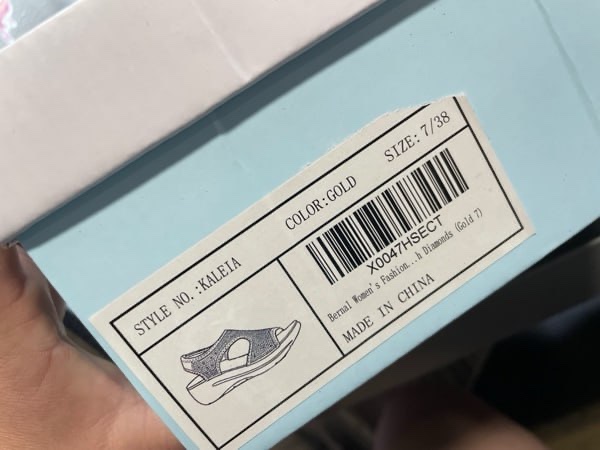 STYLE NO.:KALEIA
COLOR:GOLD
SIZE:7/38
X0047HSECT
Bernal Women's Fashion...h Diamonds (Gold 7)
MADE IN CHINA